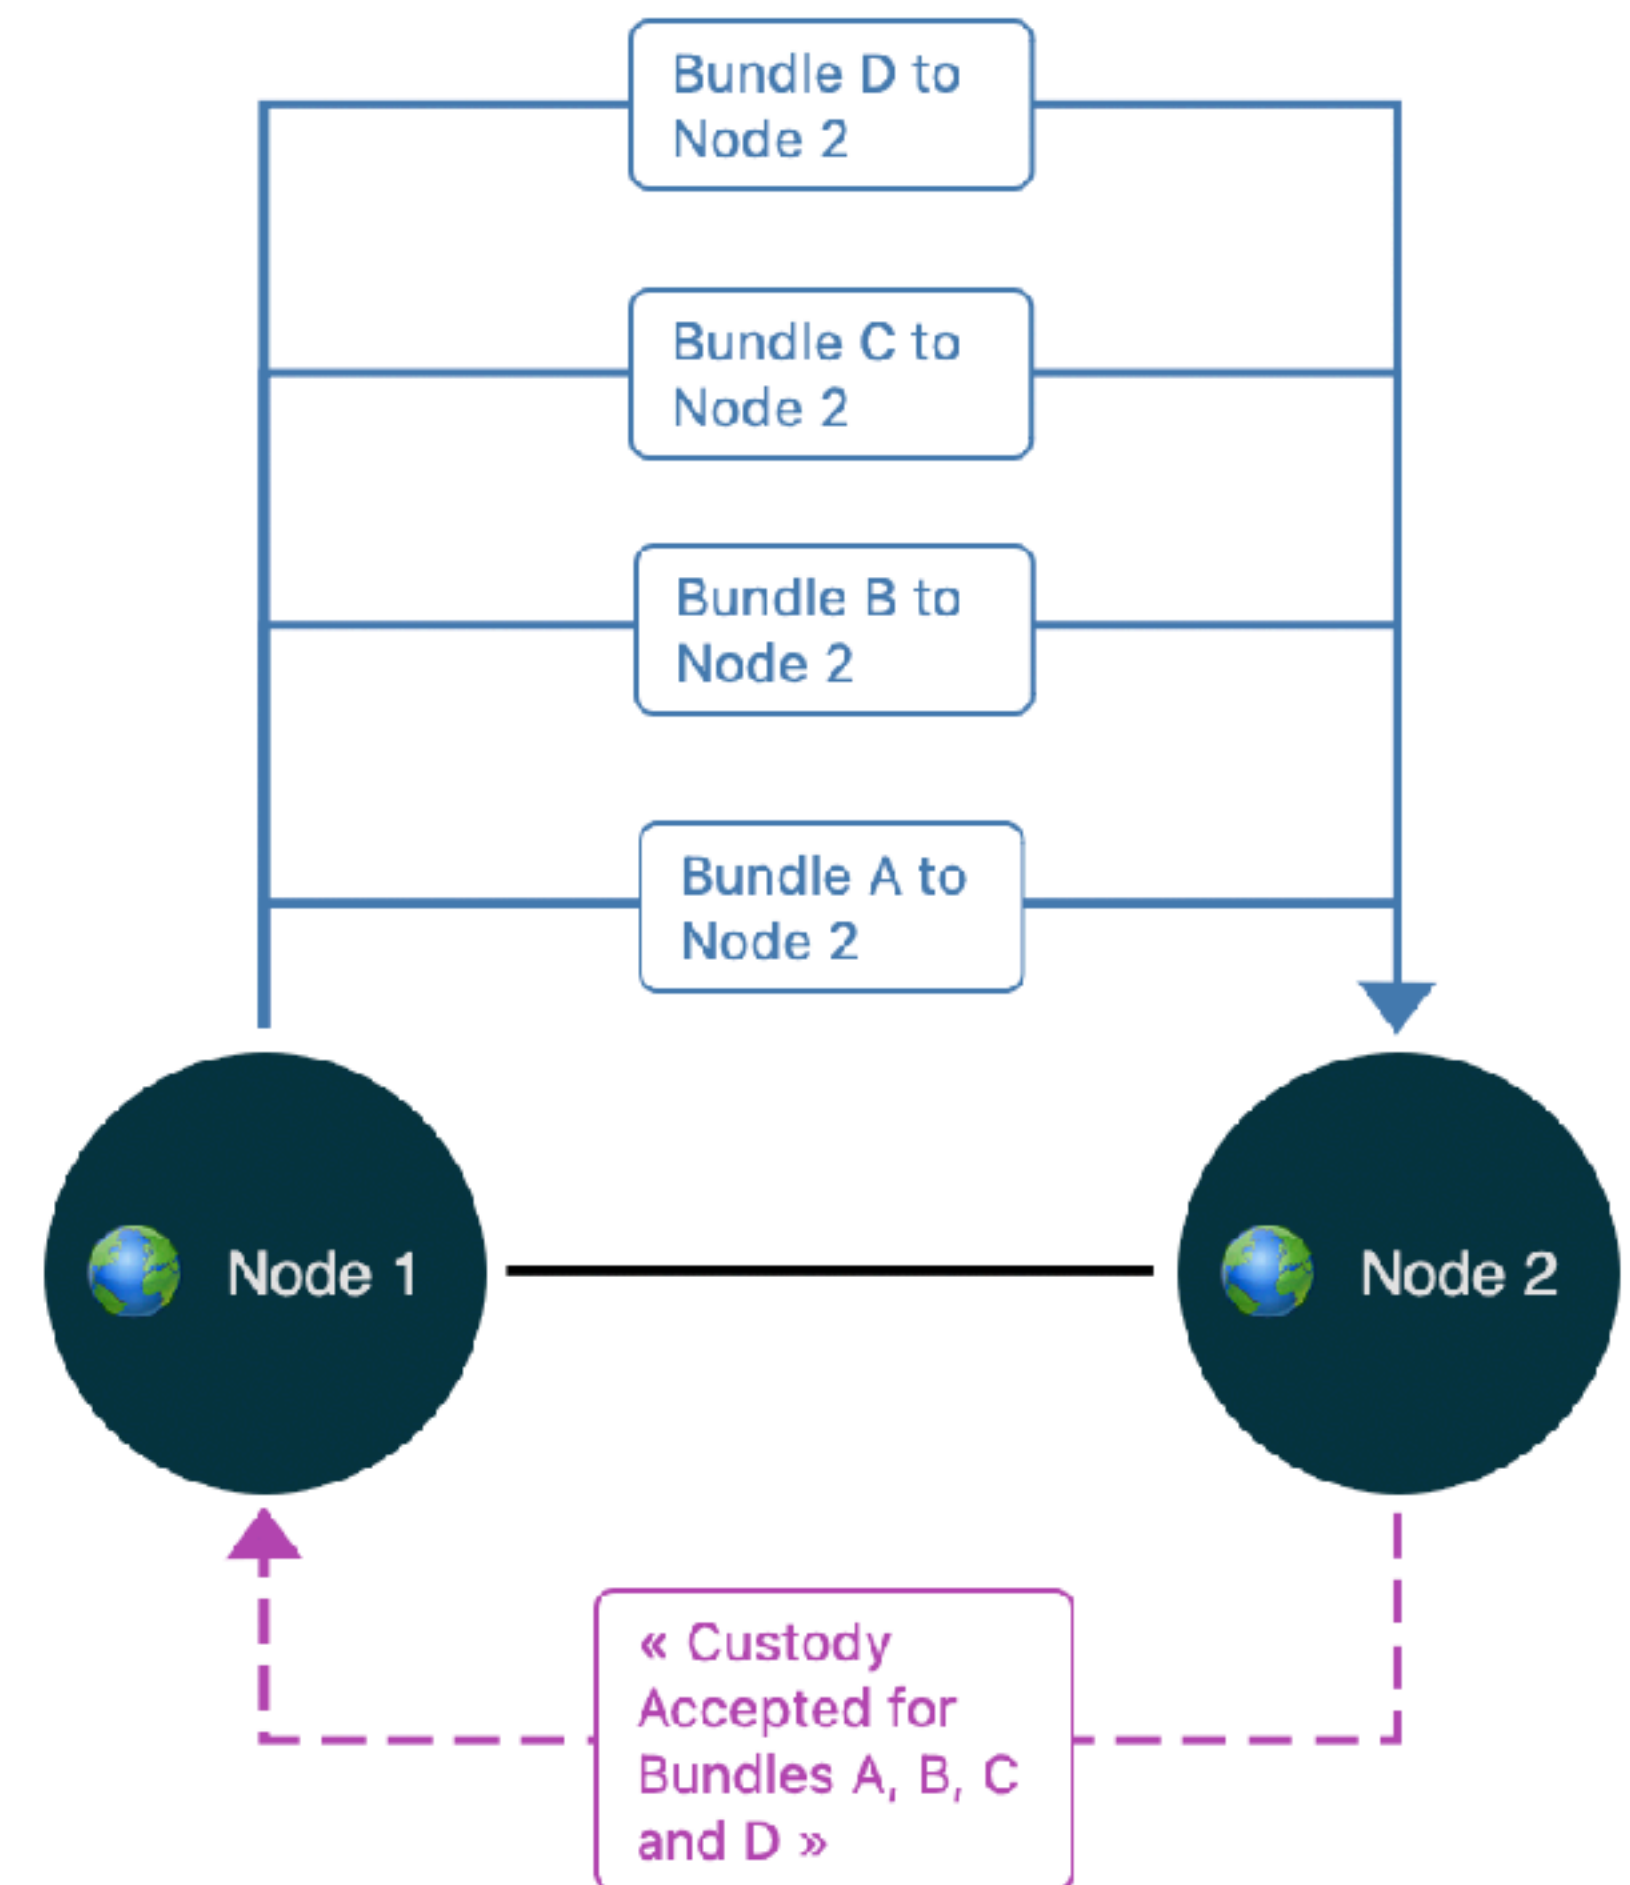 Bundle D to
Node 2
Bundle C to
Node 2
Bundle B to
Node 2
Bundle A to
Node 2
Node 1
Node 2
« Custody
Accepted for
Bundles A, B, C
and D »